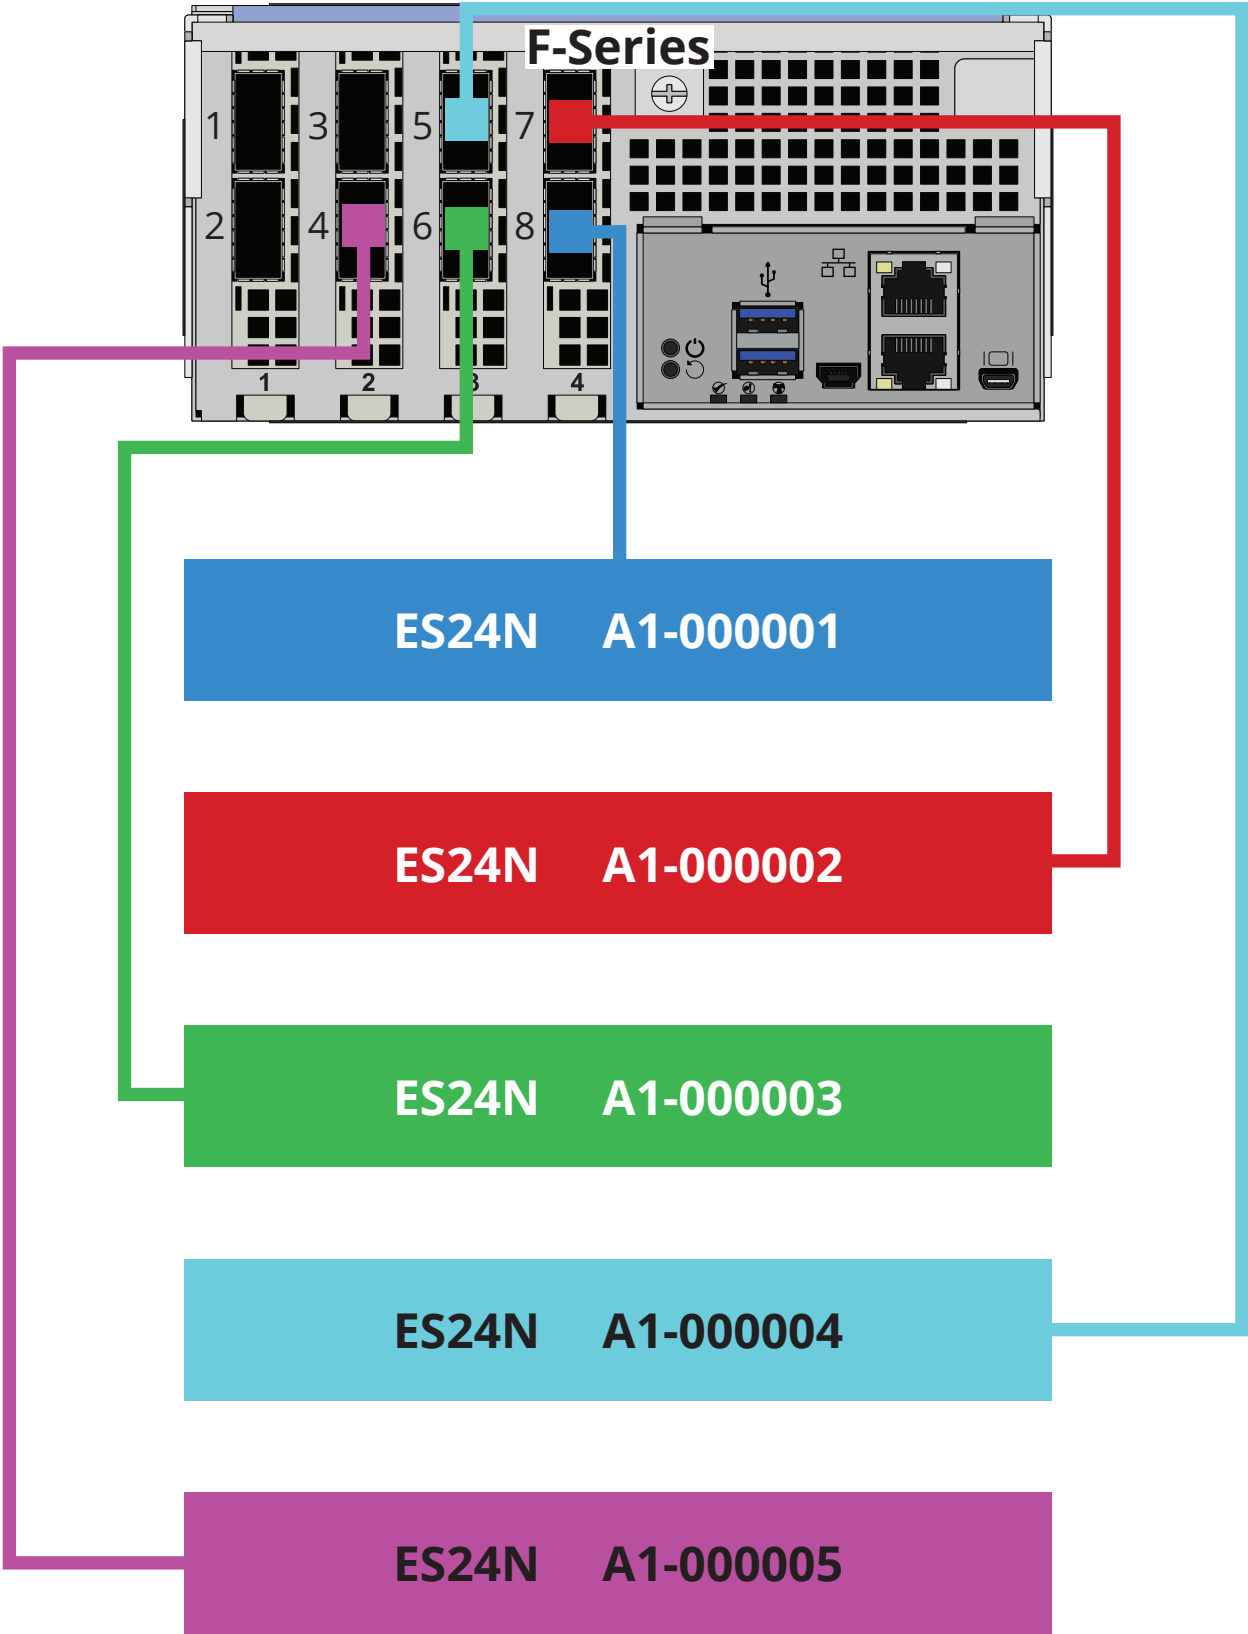 F-Series
1 3 5 7
2 4 6 8
1 2 3 4
ES24N A1-000001
ES24N A1-000002
ES24N A1-000003
ES24N A1-000004
ES24N A1-000005